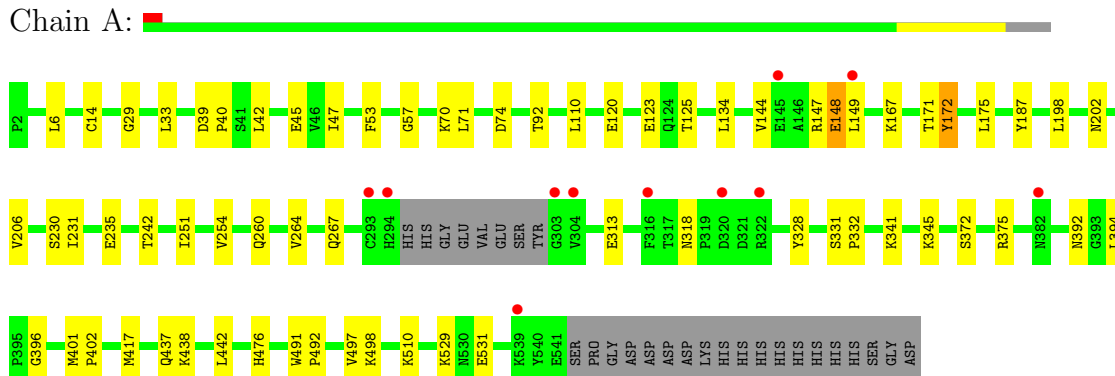 Chain A:
P2 L6 C14 G29 L33 D39 P40 S41 L42 E45 V46 I47 F53 G57 K70 L71 D74 T92 L110 E120 E123 Q124 T125 L134 V144 E145 A146 R147 E148 L149 K167 T171 Y172 L175 Y187 L198 N202
V206 S230 I231 E235 T242 I251 V254 Q260 V264 Q267 C293 H294 HIS HIS GLY GLU VAL GLU SER TYR G303 V304 E313 F316 T317 N318 P319 D320 D321 R322 Y328 S331 P332 K341 K345 S372 R375 N382 N392 G393 L394
P395 G396 M401 P402 M417 Q437 K438 L442 H476 W491 P492 V497 K498 K510 K529 N530 E531 K539 Y540 E541 SER PRO GLY ASP ASP ASP ASP LYS HIS HIS HIS HIS HIS HIS HIS HIS SER GLY ASP